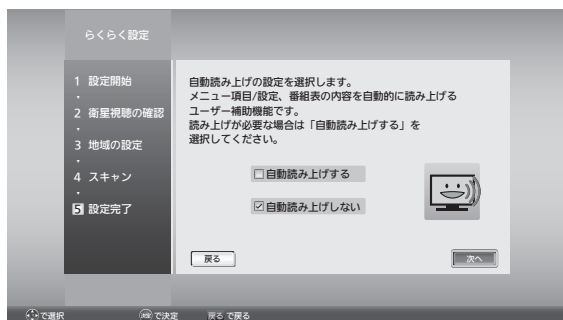 らくらく設定
1 設定開始
2 衛星視聴の確認
3 地域の設定
4 スキャン
5 設定完了
自動読み上げの設定を選択します。
メニュー項目/設定、番組表の内容を自動的に読み上げる
ユーザー補助機能です。
読み上げが必要な場合は「自動読み上げする」を
選択してください。
自動読み上げする
自動読み上げしない
戻る
次へ
で選択 で決定 戻る で戻る